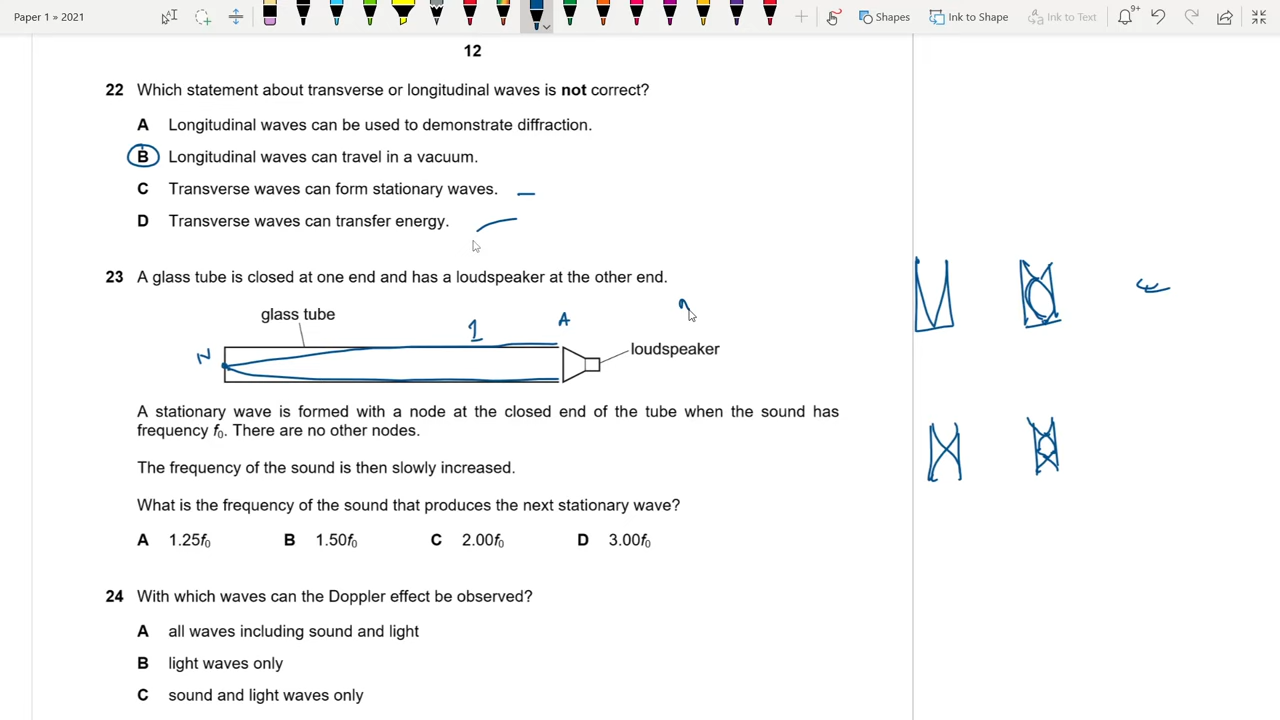 Paper 1 » 2021
Shapes
Ink to Shape
Ink to Text
9+
12
22 Which statement about transverse or longitudinal waves is not correct?
A Longitudinal waves can be used to demonstrate diffraction.
B Longitudinal waves can travel in a vacuum.
C Transverse waves can form stationary waves.
D Transverse waves can transfer energy.
23 A glass tube is closed at one end and has a loudspeaker at the other end.
glass tube
1
A
N
loudspeaker
A stationary wave is formed with a node at the closed end of the tube when the sound has
frequency f₀. There are no other nodes.
The frequency of the sound is then slowly increased.
What is the frequency of the sound that produces the next stationary wave?
A 1.25f₀ B 1.50f₀ C 2.00f₀ D 3.00f₀
24 With which waves can the Doppler effect be observed?
A all waves including sound and light
B light waves only
C sound and light waves only